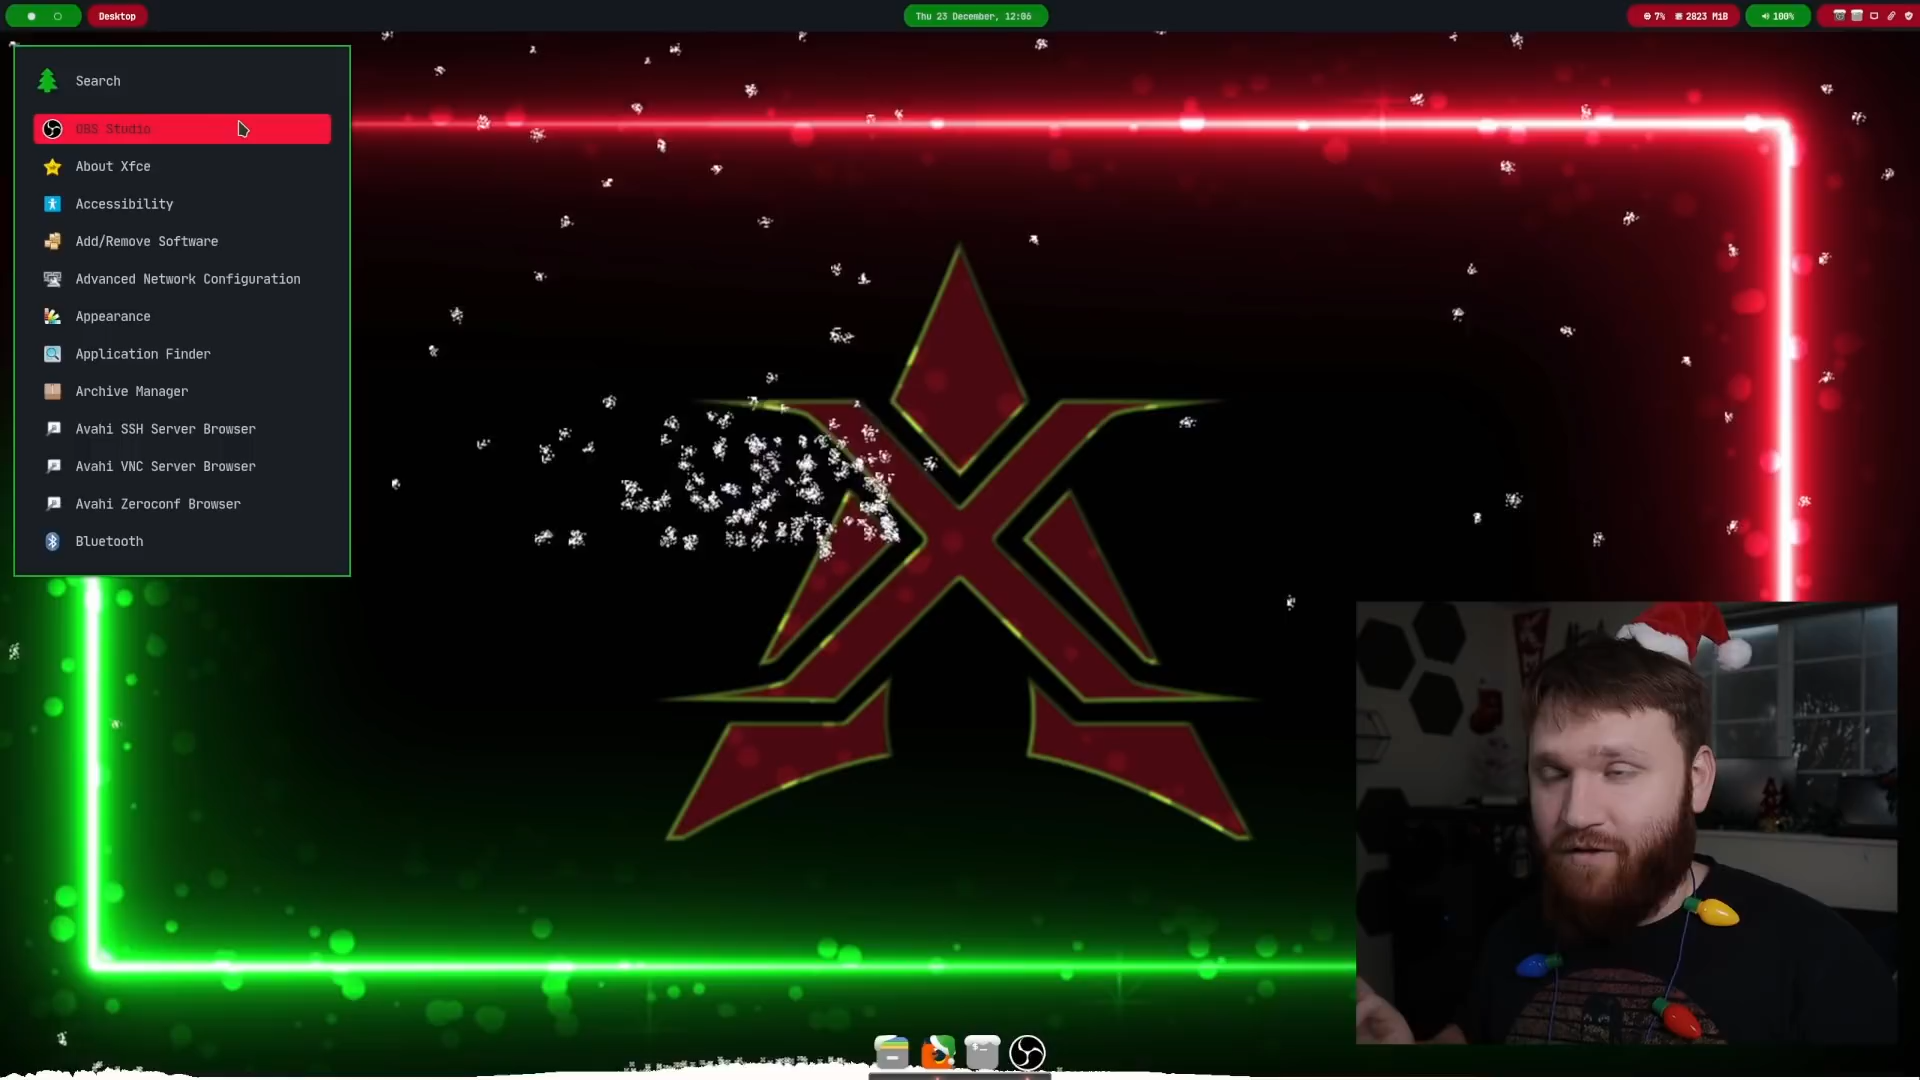 Desktop
Thu 23 December, 12:06
7%
2823 MiB
100%
Search
OBS Studio
About Xfce
Accessibility
Add/Remove Software
Advanced Network Configuration
Appearance
Application Finder
Archive Manager
Avahi SSH Server Browser
Avahi VNC Server Browser
Avahi Zeroconf Browser
Bluetooth